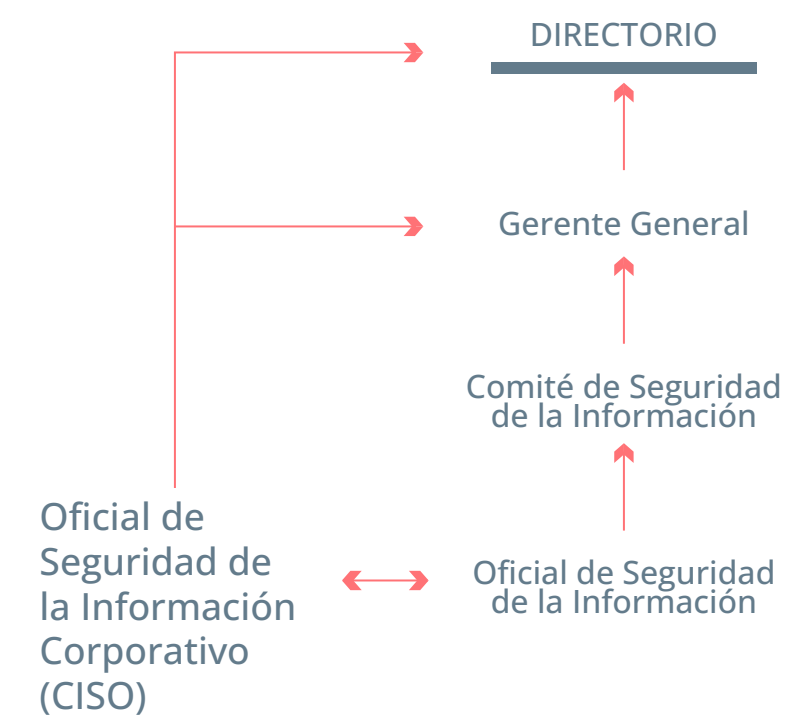 DIRECTORIO
Gerente General
Comité de Seguridad
de la Información
Oficial de
Seguridad de
la Información
Corporativo
(CISO)
Oficial de Seguridad
de la Información